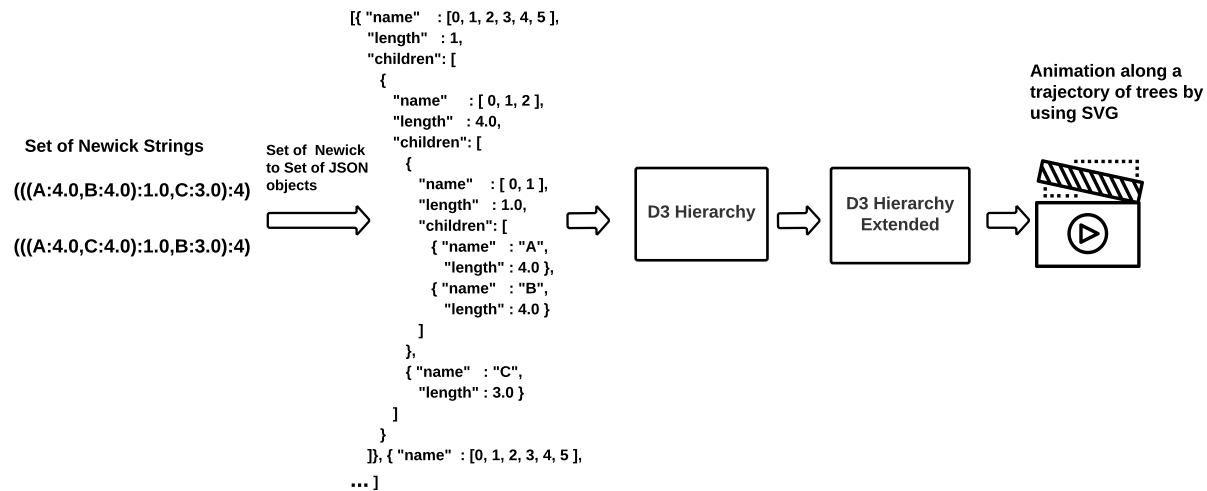 Set of Newick Strings
(((A:4.0,B:4.0):1.0,C:3.0):4)
(((A:4.0,C:4.0):1.0,B:3.0):4)
Set of Newick
to Set of JSON
objects
[{ "name" : [0, 1, 2, 3, 4, 5 ],
"length" : 1,
"children": [
{
"name" : [ 0, 1, 2 ],
"length" : 4.0,
"children": [
{
"name" : [ 0, 1 ],
"length" : 1.0,
"children": [
{ "name" : "A",
"length" : 4.0 },
{ "name" : "B",
"length" : 4.0 }
]
},
{ "name" : "C",
"length" : 3.0 }
]
}
]}, { "name" : [0, 1, 2, 3, 4, 5 ],
... ]
D3 Hierarchy
D3 Hierarchy
Extended
Animation along a
trajectory of trees by
using SVG